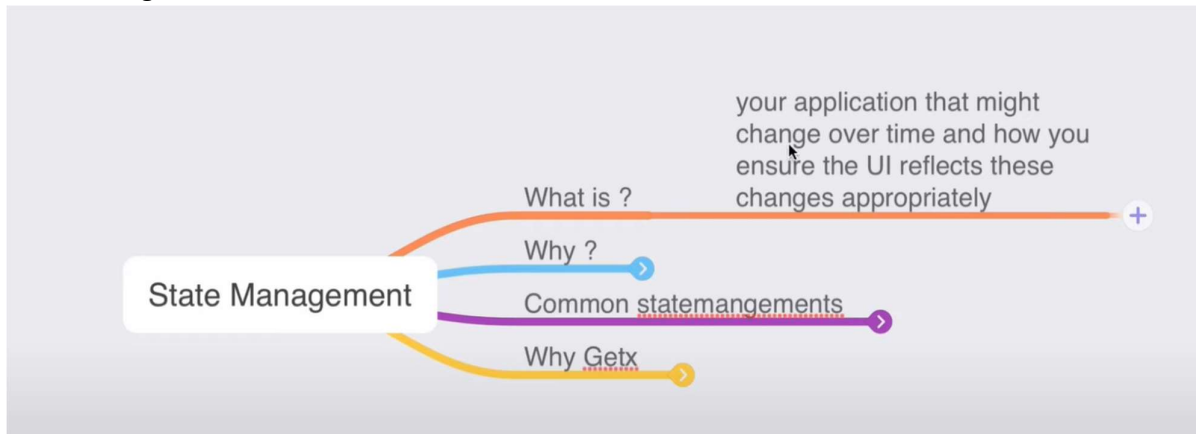 your application that might
change over time and how you
ensure the UI reflects these
changes appropriately
What is ?
Why ?
State Management
Common statemangements
Why Getx